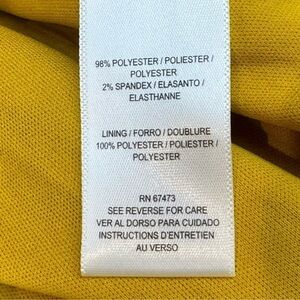 98% POLYESTER / POLIESTER /
POLYESTER
2% SPANDEX / ELASANTO /
ELASTHANNE
LINING / FORRO / DOUBLURE
100% POLYESTER / POLIESTER /
POLYESTER
RN 67473
SEE REVERSE FOR CARE
VER AL DORSO PARA CUIDADO
INSTRUCTIONS D'ENTRETIEN
AU VERSO